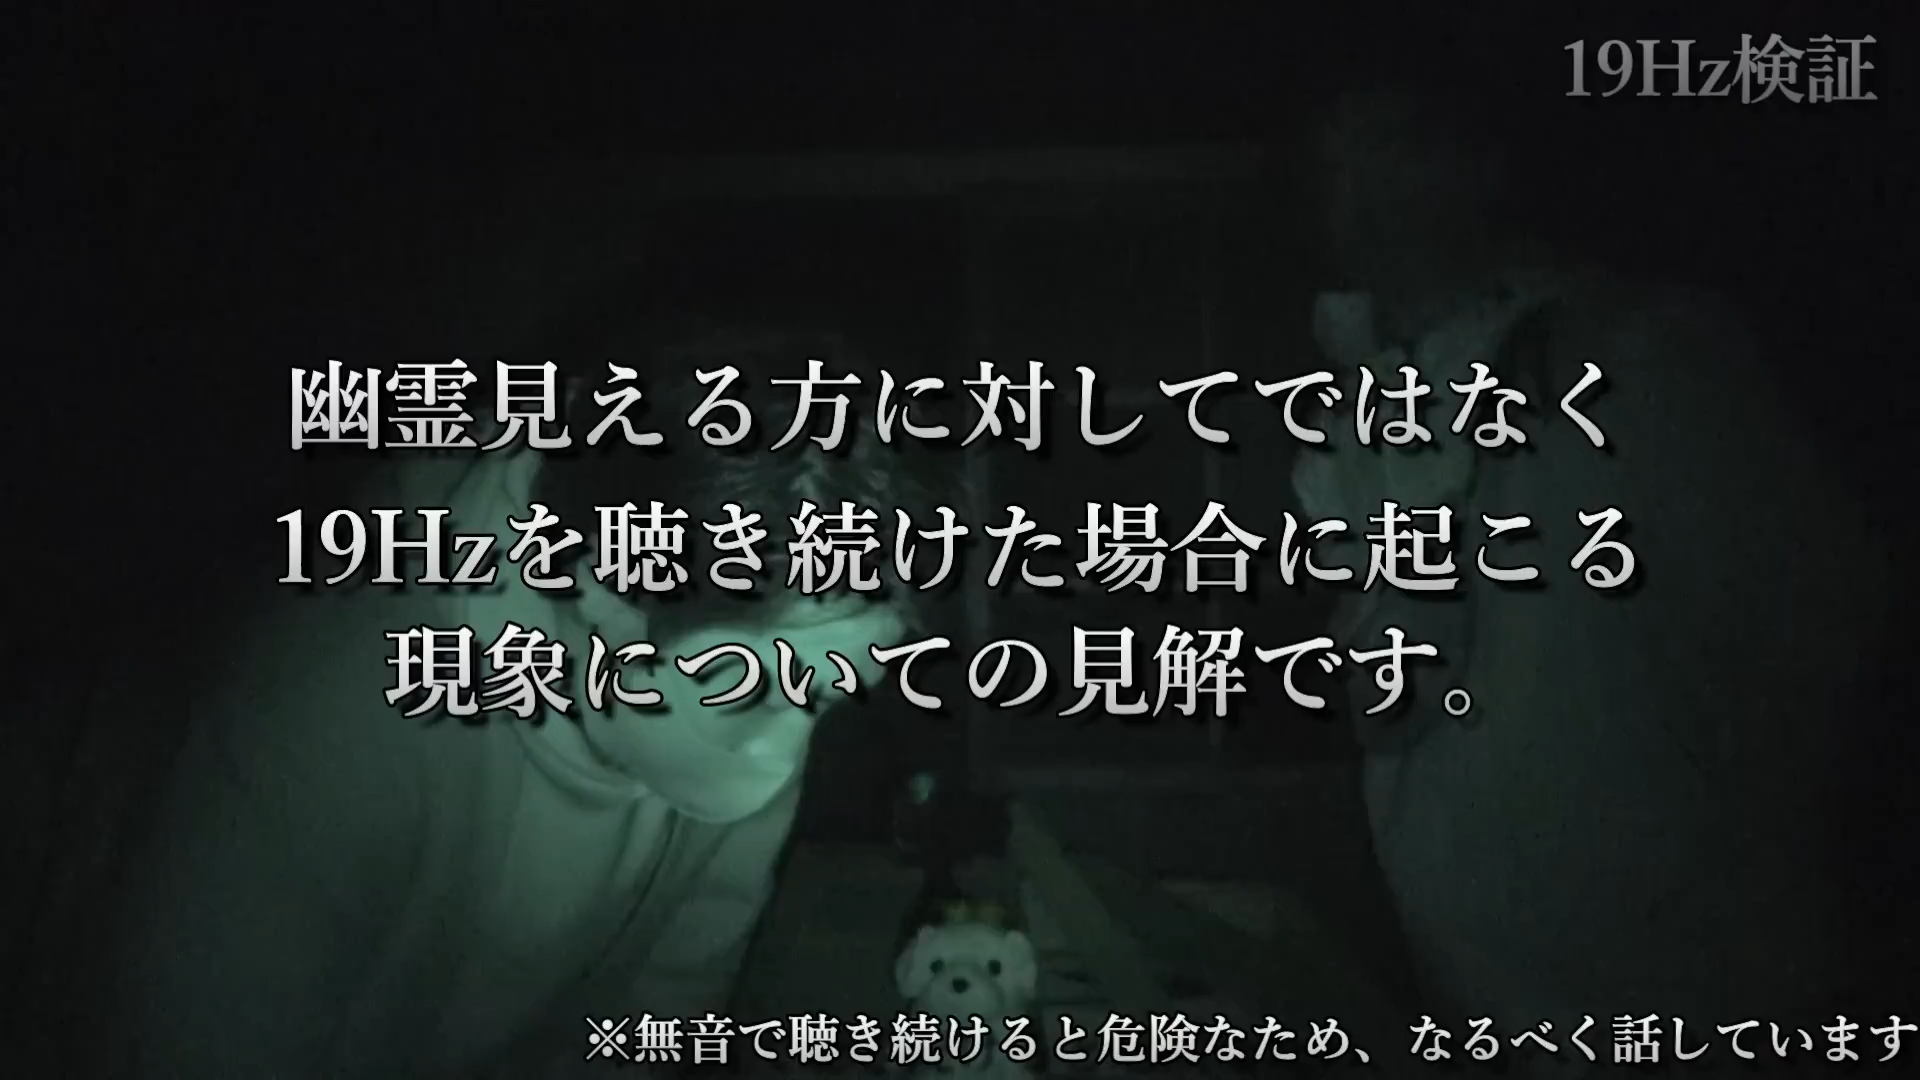 19Hz検証
幽霊見える方に対してではなく
19Hzを聴き続けた場合に起こる
現象についての見解です。
※無音で聴き続けると危険なため、なるべく話しています